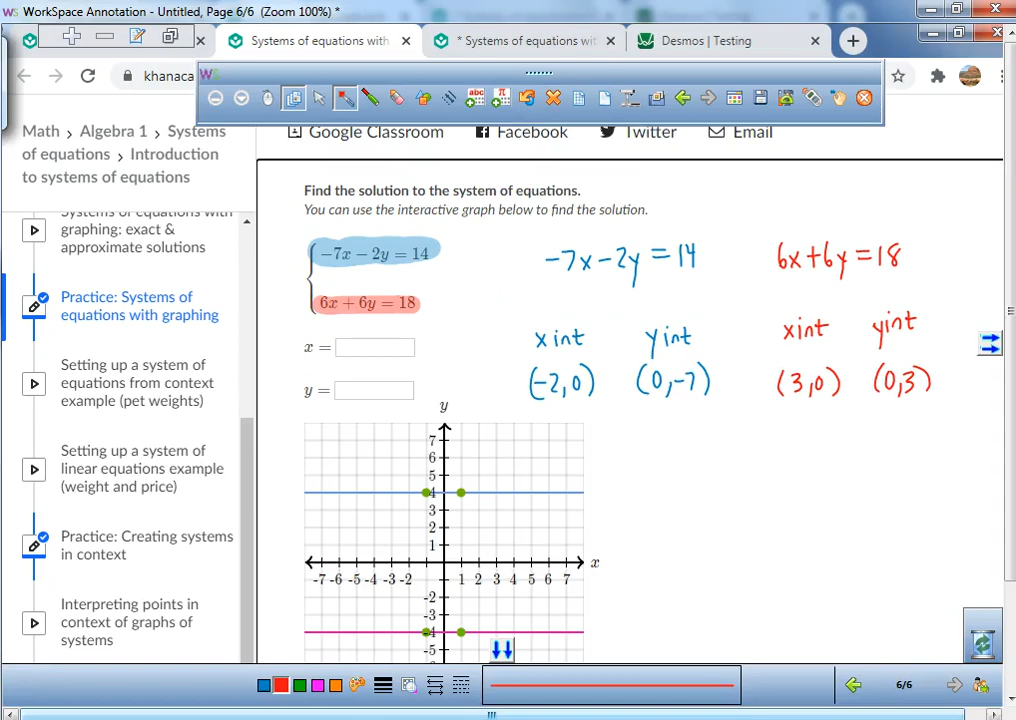 WorkSpace Annotation - Untitled, Page 6/6 (Zoom 100%) *
Systems of equations with
* Systems of equations wit
Desmos | Testing
khanaca
WS
abc
π
Math > Algebra 1 > Systems
of equations > Introduction
to systems of equations
Google Classroom Facebook Twitter Email
Systems of equations with
graphing: exact &
approximate solutions
Practice: Systems of
equations with graphing
Setting up a system of
equations from context
example (pet weights)
Setting up a system of
linear equations example
(weight and price)
Practice: Creating systems
in context
Interpreting points in
context of graphs of
systems
Find the solution to the system of equations.
You can use the interactive graph below to find the solution.
−7x − 2y = 14
6x + 6y = 18
x =
y =
-7x -2y = 14
6x+6y=18
x int y int
(-2,0) (0,-7)
xint yint
(3,0) (0,3)
y
7
6
5
4
3
2
1
x
-7 -6 -5 -4 -3 -2 1 2 3 4 5 6 7
-2
-3
-4
-5
6/6